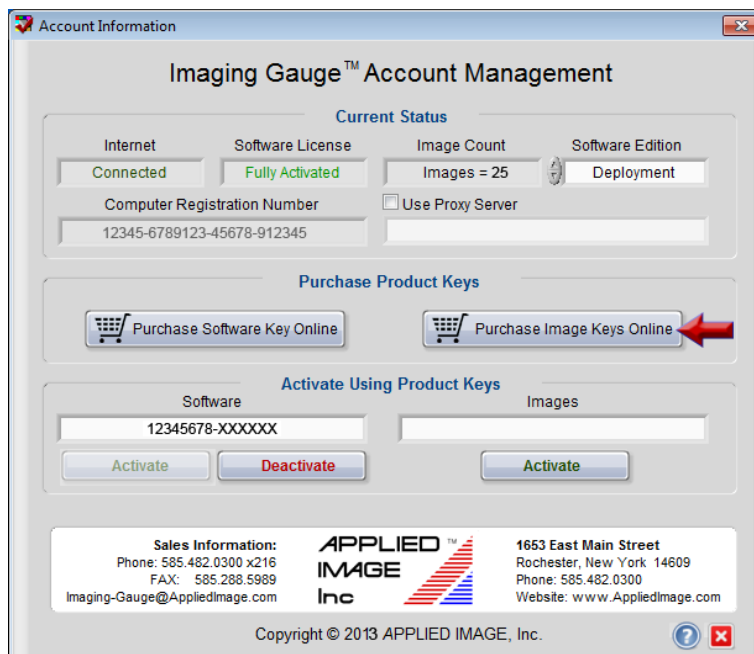 Account Information
Imaging Gauge™ Account Management
Current Status
Internet Software License Image Count Software Edition
Connected Fully Activated Images = 25 Deployment
Computer Registration Number Use Proxy Server
12345-6789123-45678-912345
Purchase Product Keys
Purchase Software Key Online Purchase Image Keys Online
Activate Using Product Keys
Software Images
12345678-XXXXXX
Activate Deactivate Activate
Sales Information:
Phone: 585.482.0300 x216
FAX: 585.288.5989
Imaging-Gauge@AppliedImage.com
APPLIED™
IMAGE
Inc
1653 East Main Street
Rochester, New York 14609
Phone: 585.482.0300
Website: www.AppliedImage.com
Copyright © 2013 APPLIED IMAGE, Inc.
?